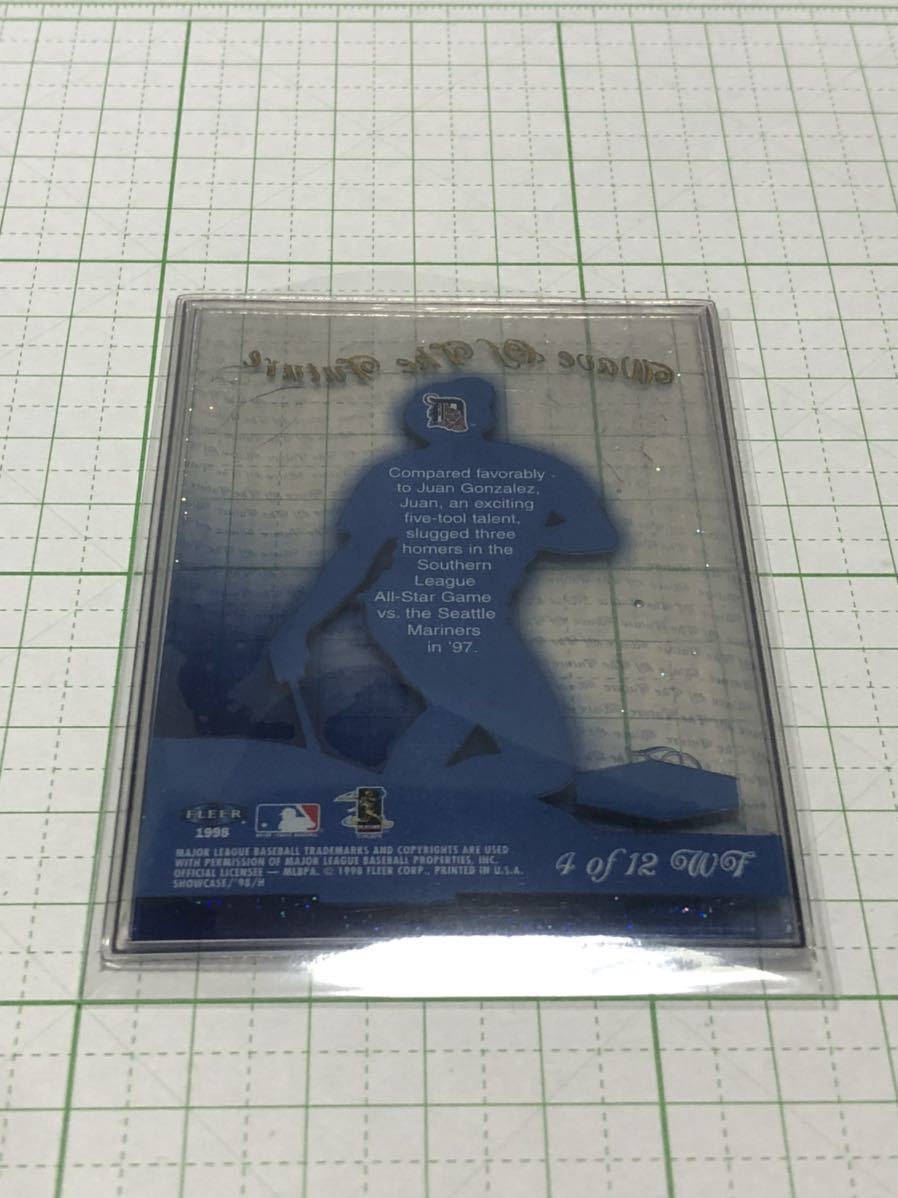 Wave Of The Future
Compared favorably
to Juan Gonzalez,
Juan, an exciting
five-tool talent,
slugged three
homers in the
Southern
League
All-Star Game
vs. the Seattle
Mariners
in '97.
FLEER
1998
MAJOR LEAGUE BASEBALL TRADEMARKS AND COPYRIGHTS ARE USED
WITH PERMISSION OF MAJOR LEAGUE BASEBALL PROPERTIES, INC.
OFFICIAL LICENSEE — MLBPA. © 1998 FLEER CORP., PRINTED IN U.S.A.
SHOWCASE/'98/H
4 of 12 WF